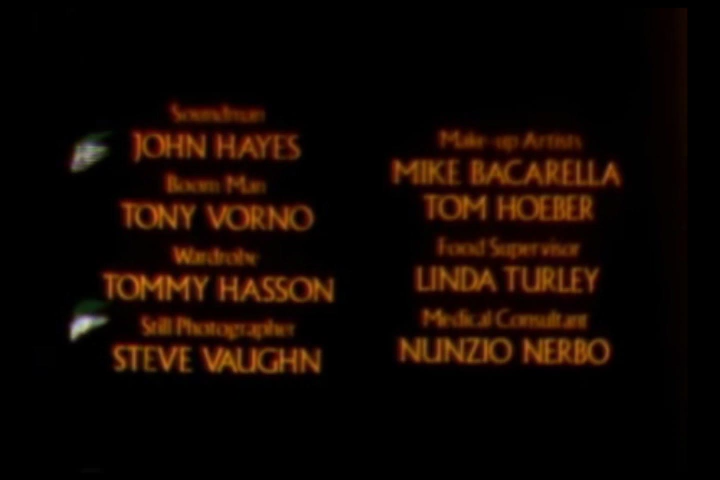 Soundman
JOHN HAYES
Boom Man
TONY VORNO
Wardrobe
TOMMY HASSON
Still Photographer
STEVE VAUGHN
Make-up Artists
MIKE BACARELLA
TOM HOEBER
Food Supervisor
LINDA TURLEY
Medical Consultant
NUNZIO NERBO